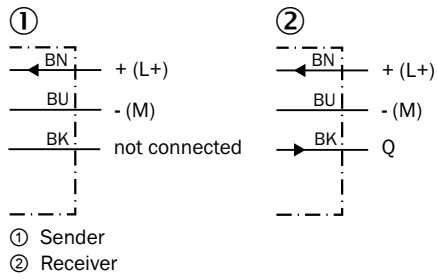 ① ②
BN + (L+) BN + (L+)
BU - (M) BU - (M)
BK not connected BK Q
① Sender
② Receiver